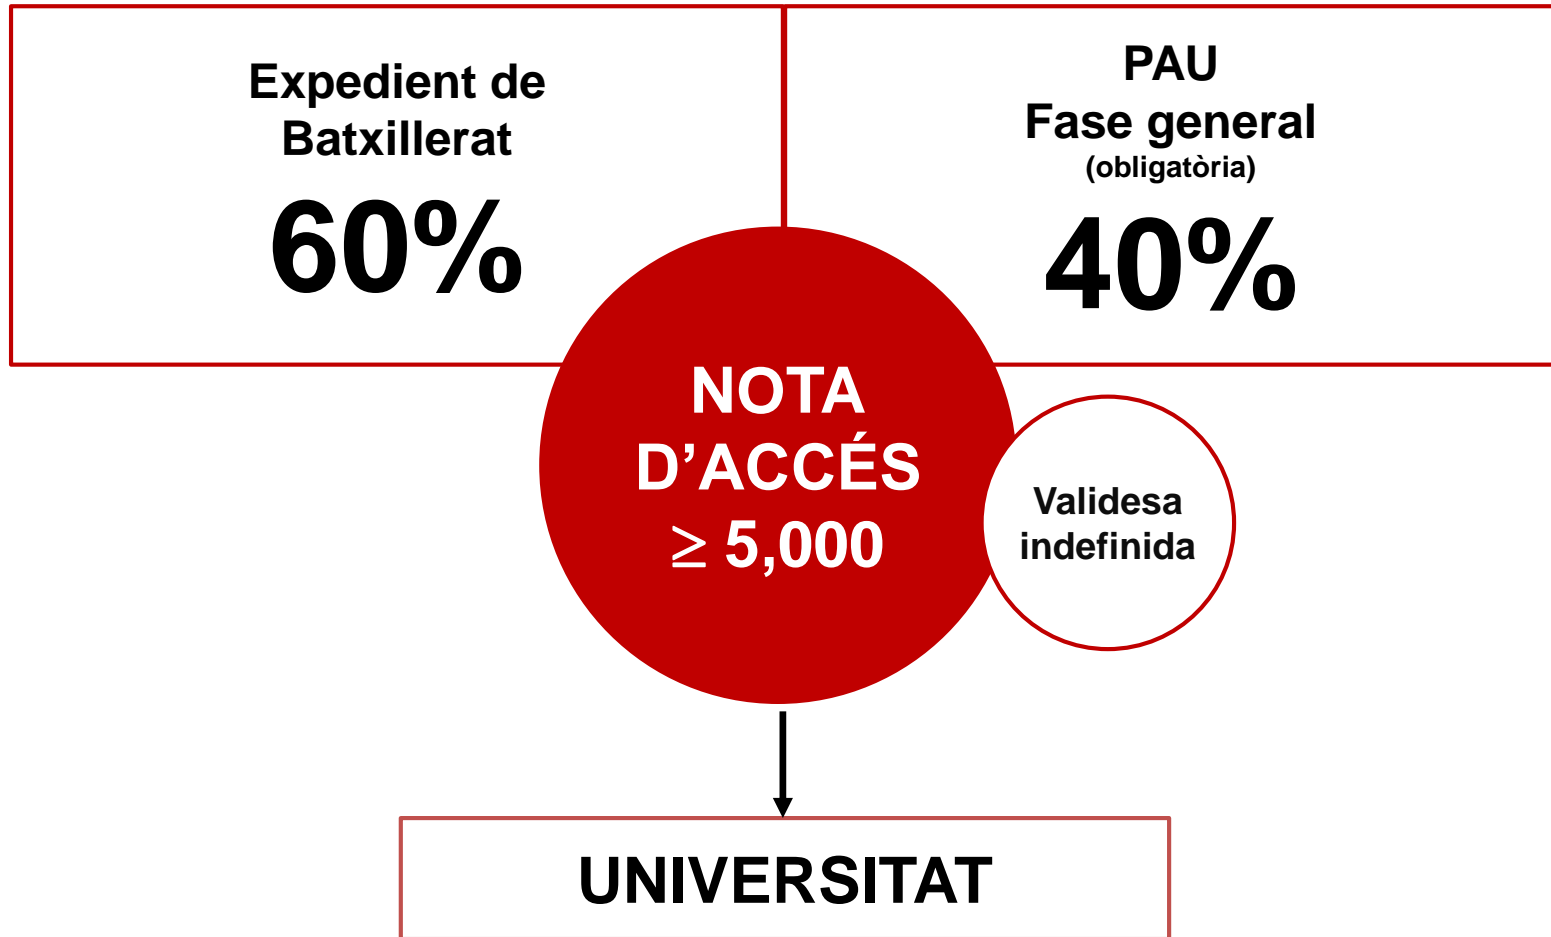 Expedient de
Batxillerat
60%
PAU
Fase general
(obligatòria)
40%
NOTA
D’ACCÉS
≥ 5,000
Validesa
indefinida
UNIVERSITAT